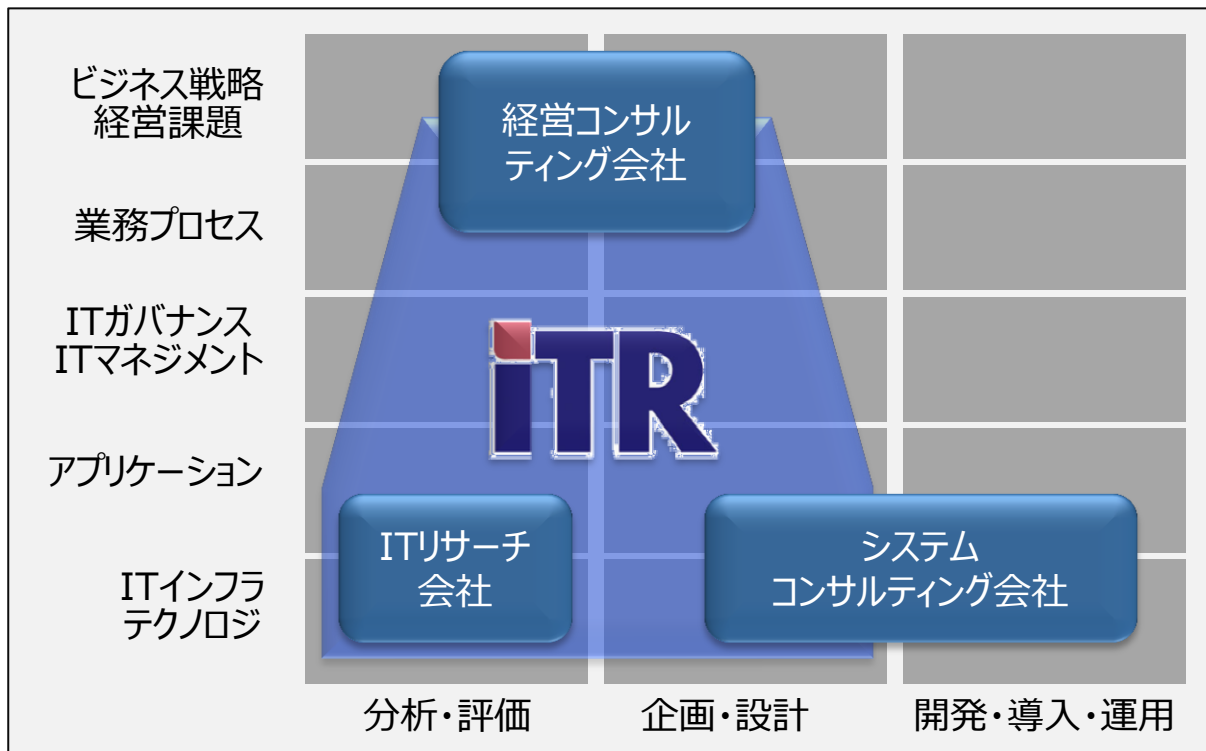 ビジネス戦略
経営課題
経営コンサル
ティング会社
業務プロセス
ITガバナンス
ITマネジメント
iTR
アプリケーション
ITリサーチ
会社
システム
コンサルティング会社
ITインフラ
テクノロジ
分析・評価
企画・設計
開発・導入・運用